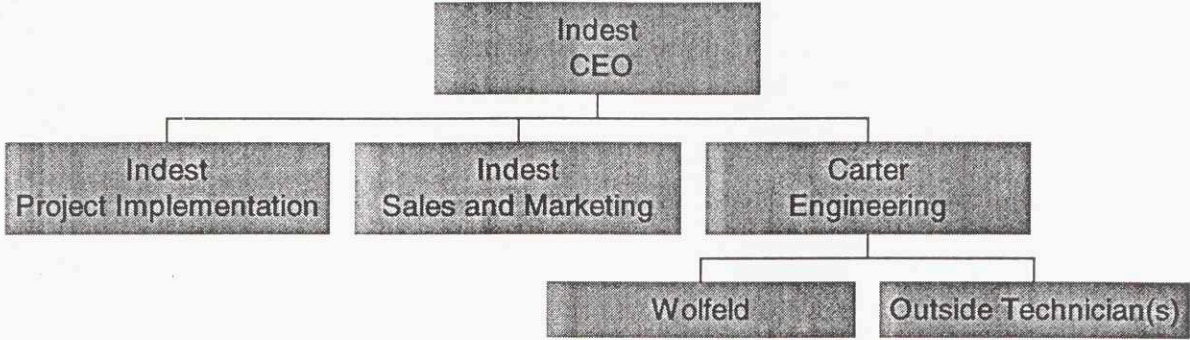 Indest
CEO
Indest
Project Implementation
Indest
Sales and Marketing
Carter
Engineering
Wolfeld
Outside Technician(s)